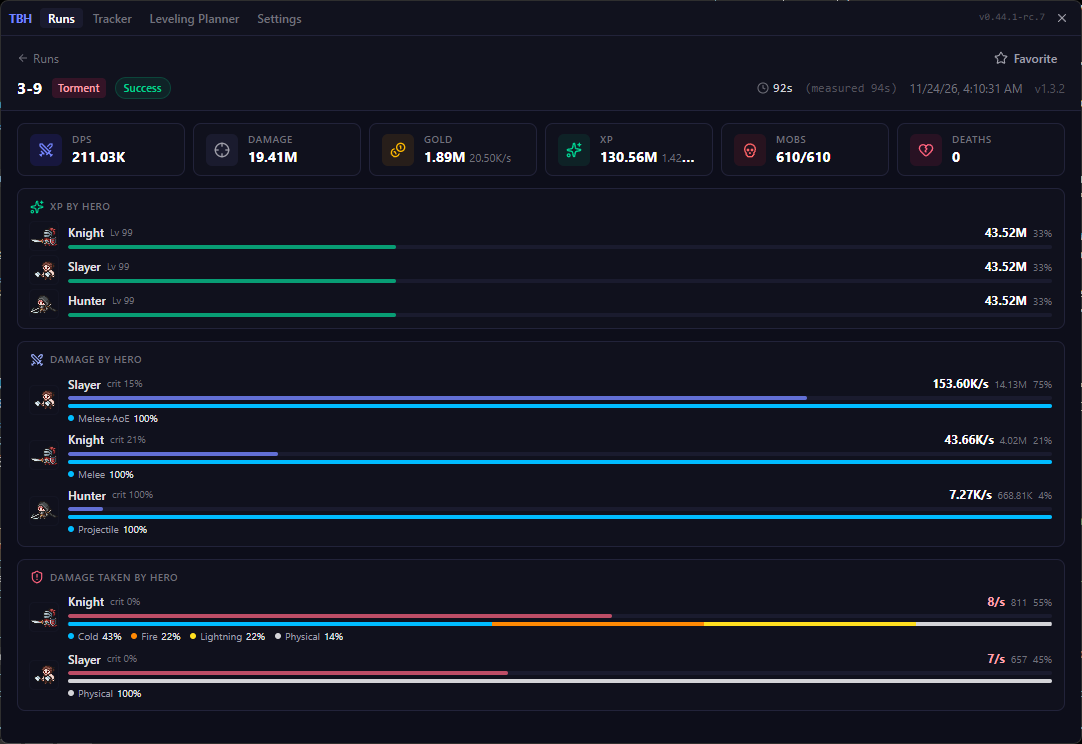 TBH Runs Tracker Leveling Planner Settings v0.44.1-rc.7
← Runs Favorite
3-9 Torment Success 92s (measured 94s) 11/24/26, 4:10:31 AM v1.3.2
DPS DAMAGE GOLD XP MOBS DEATHS
211.03K 19.41M 1.89M 20.50K/s 130.56M 1.42... 610/610 0
XP BY HERO
Knight Lv 99 43.52M 33%
Slayer Lv 99 43.52M 33%
Hunter Lv 99 43.52M 33%
DAMAGE BY HERO
Slayer crit 15% 153.60K/s 14.13M 75%
Melee+AoE 100%
Knight crit 21% 43.66K/s 4.02M 21%
Melee 100%
Hunter crit 100% 7.27K/s 668.81K 4%
Projectile 100%
DAMAGE TAKEN BY HERO
Knight crit 0% 8/s 811 55%
Cold 43% Fire 22% Lightning 22% Physical 14%
Slayer crit 0% 7/s 657 45%
Physical 100%